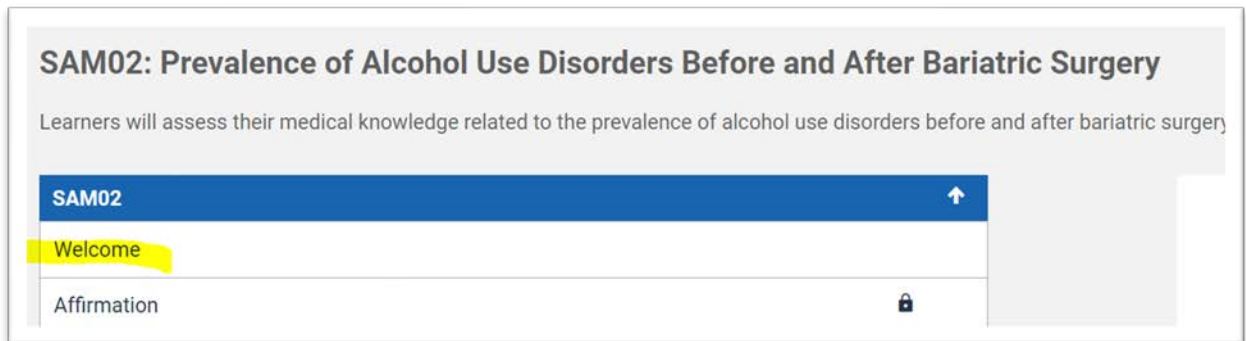 SAM02: Prevalence of Alcohol Use Disorders Before and After Bariatric Surgery
Learners will assess their medical knowledge related to the prevalence of alcohol use disorders before and after bariatric surgery
SAM02
Welcome
Affirmation